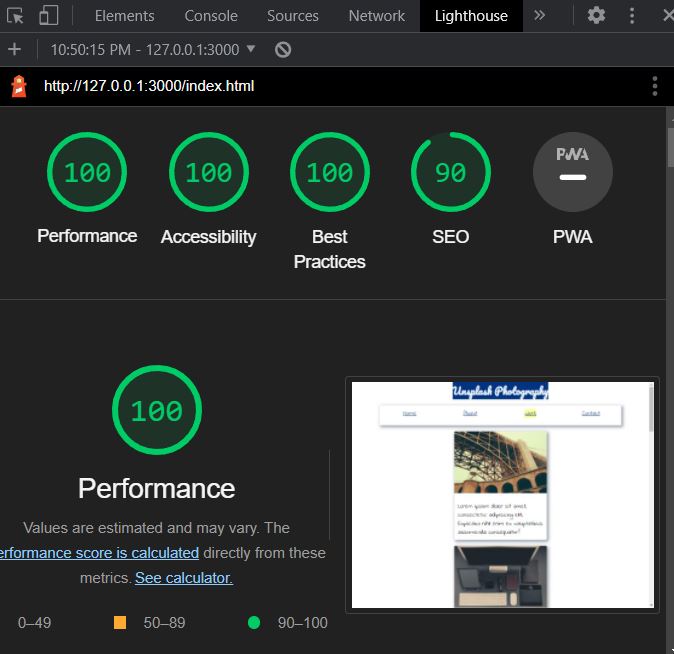 Elements Console Sources Network Lighthouse
10:50:15 PM - 127.0.0.1:3000
http://127.0.0.1:3000/index.html
100 100 100 90 PWA
Performance Accessibility Best Practices SEO PWA
100
Performance
Values are estimated and may vary. The
erformance score is calculated directly from these
metrics. See calculator.
0–49 50–89 90–100
Unsplash Photography
Home About Work Contact
Lorem ipsum dolor sit amet
consectetur adipisicing elit.